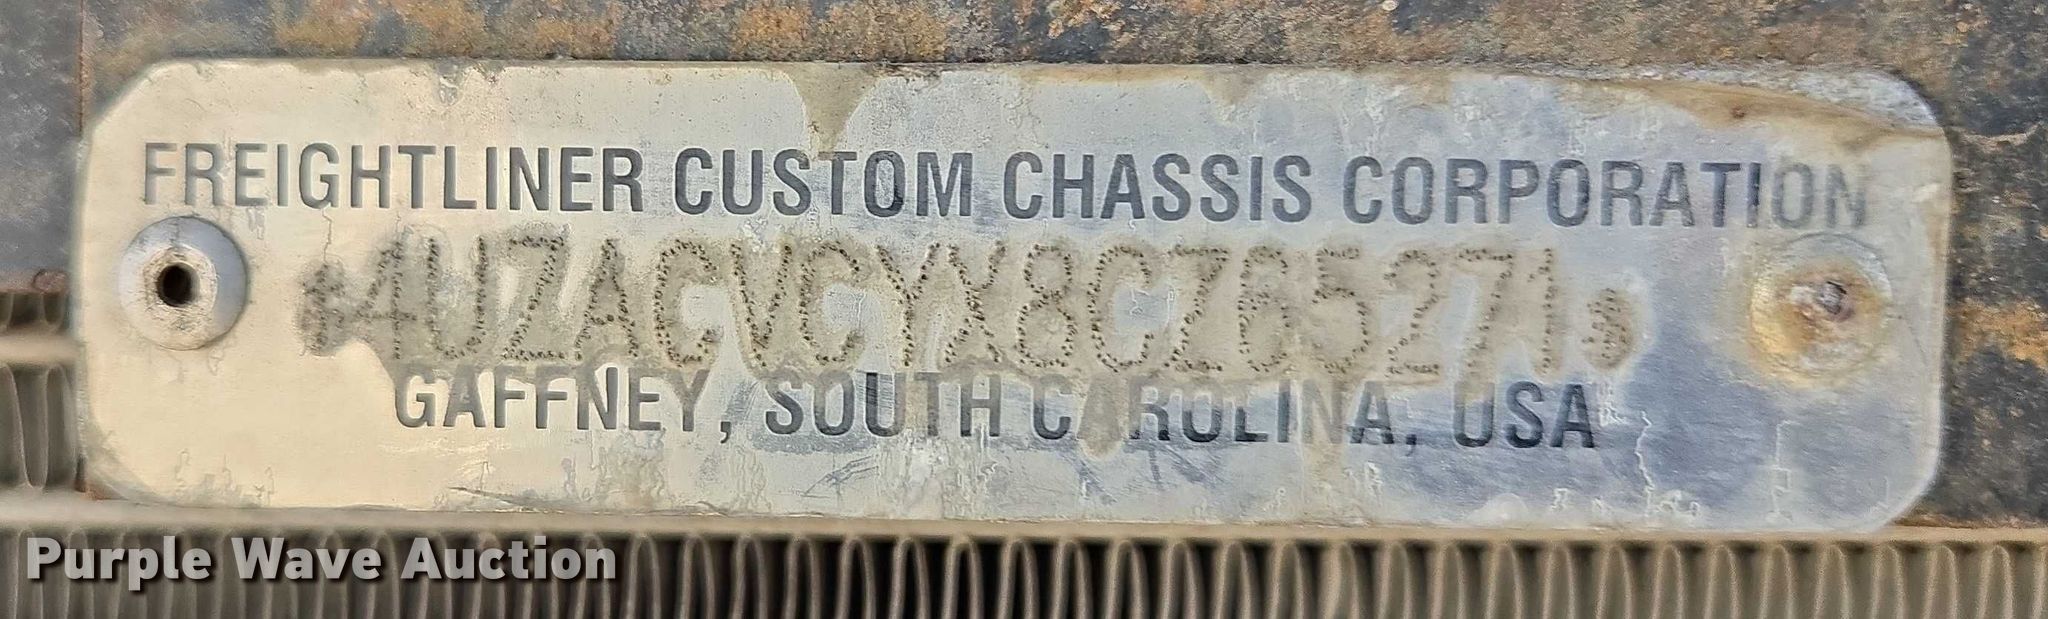 FREIGHTLINER CUSTOM CHASSIS CORPORATION
*4UZACVCYX8CZ65271*
GAFFNEY, SOUTH CAROLINA, USA
Purple Wave Auction